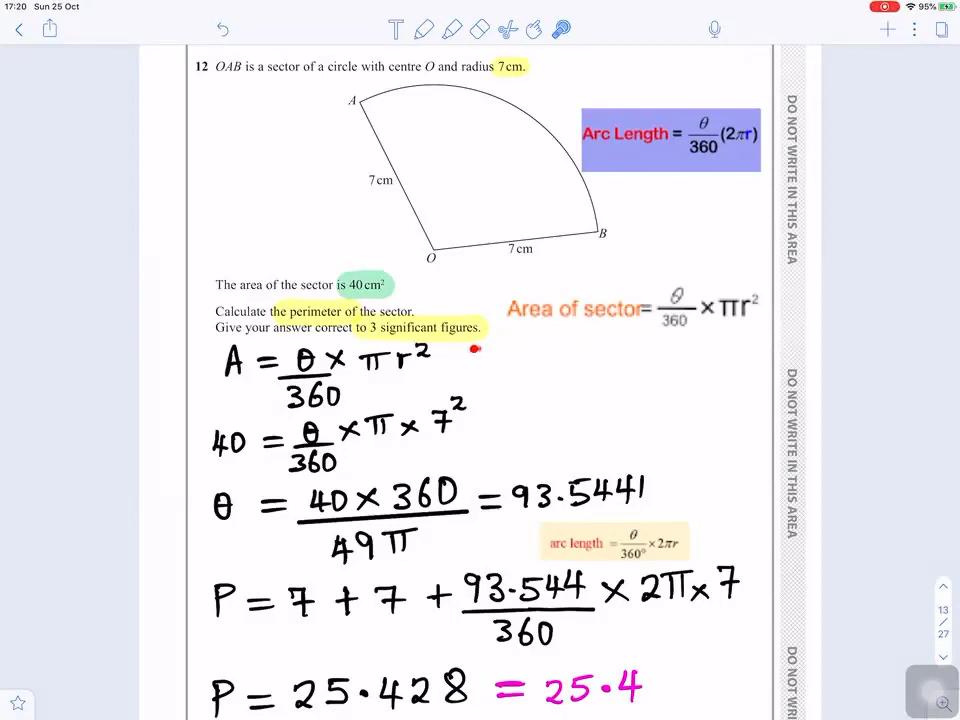 17:20 Sun 25 Oct
95%
T
12 OAB is a sector of a circle with centre O and radius 7 cm.
A
Arc Length = θ/360 (2πr)
7 cm
B
7 cm
O
The area of the sector is 40 cm²
Calculate the perimeter of the sector.
Give your answer correct to 3 significant figures.
Area of sector = θ/360 × πr²
A = θ/360 × πr²
40 = θ/360 × π × 7²
θ = 40 × 360/49π = 93.5441
arc length = θ/360° × 2πr
P = 7 + 7 + 93.544/360 × 2π × 7
P = 25.428 = 25.4
DO NOT WRITE IN THIS AREA
DO NOT WRITE IN THIS AREA
DO NOT WRI
13
/
27